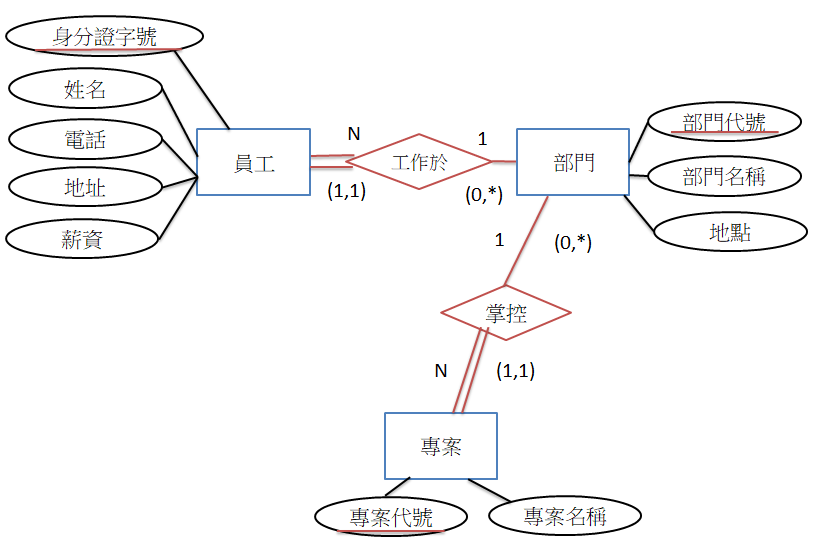 身分證字號
姓名
電話
地址
薪資
員工
N
(1,1)
工作於
1
(0,*)
部門
部門代號
部門名稱
地點
1
(0,*)
掌控
N
(1,1)
專案
專案代號
專案名稱